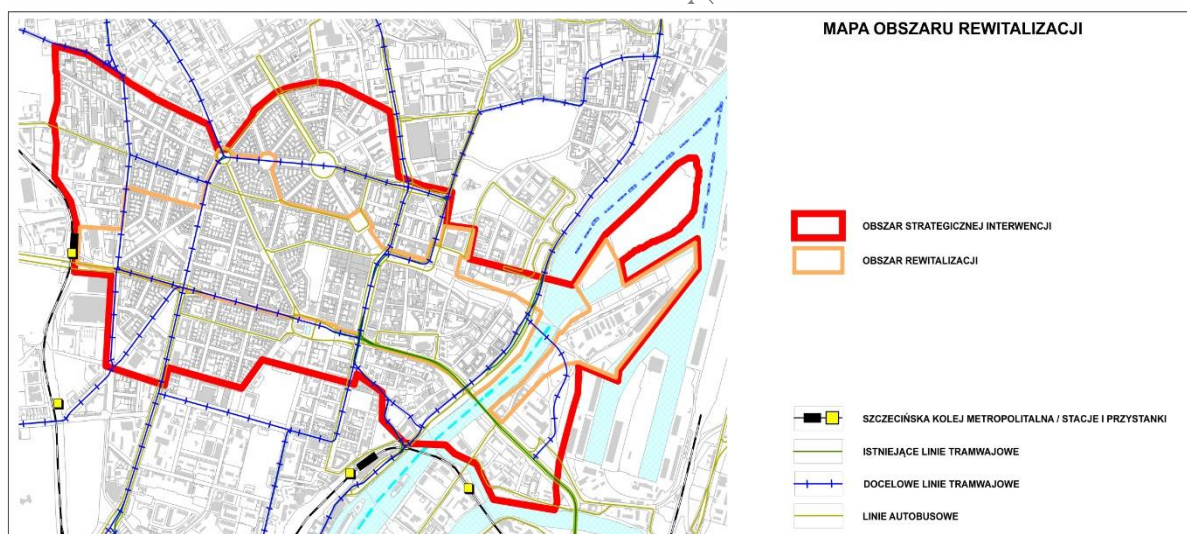 MAPA OBSZARU REWITALIZACJI
OBSZAR STRATEGICZNEJ INTERWENCJI
OBSZAR REWITALIZACJI
SZCZECIŃSKA KOLEJ METROPOLITALNA / STACJE I PRZYSTANKI
ISTNIEJĄCE LINIE TRAMWAJOWE
DOCELOWE LINIE TRAMWAJOWE
LINIE AUTOBUSOWE